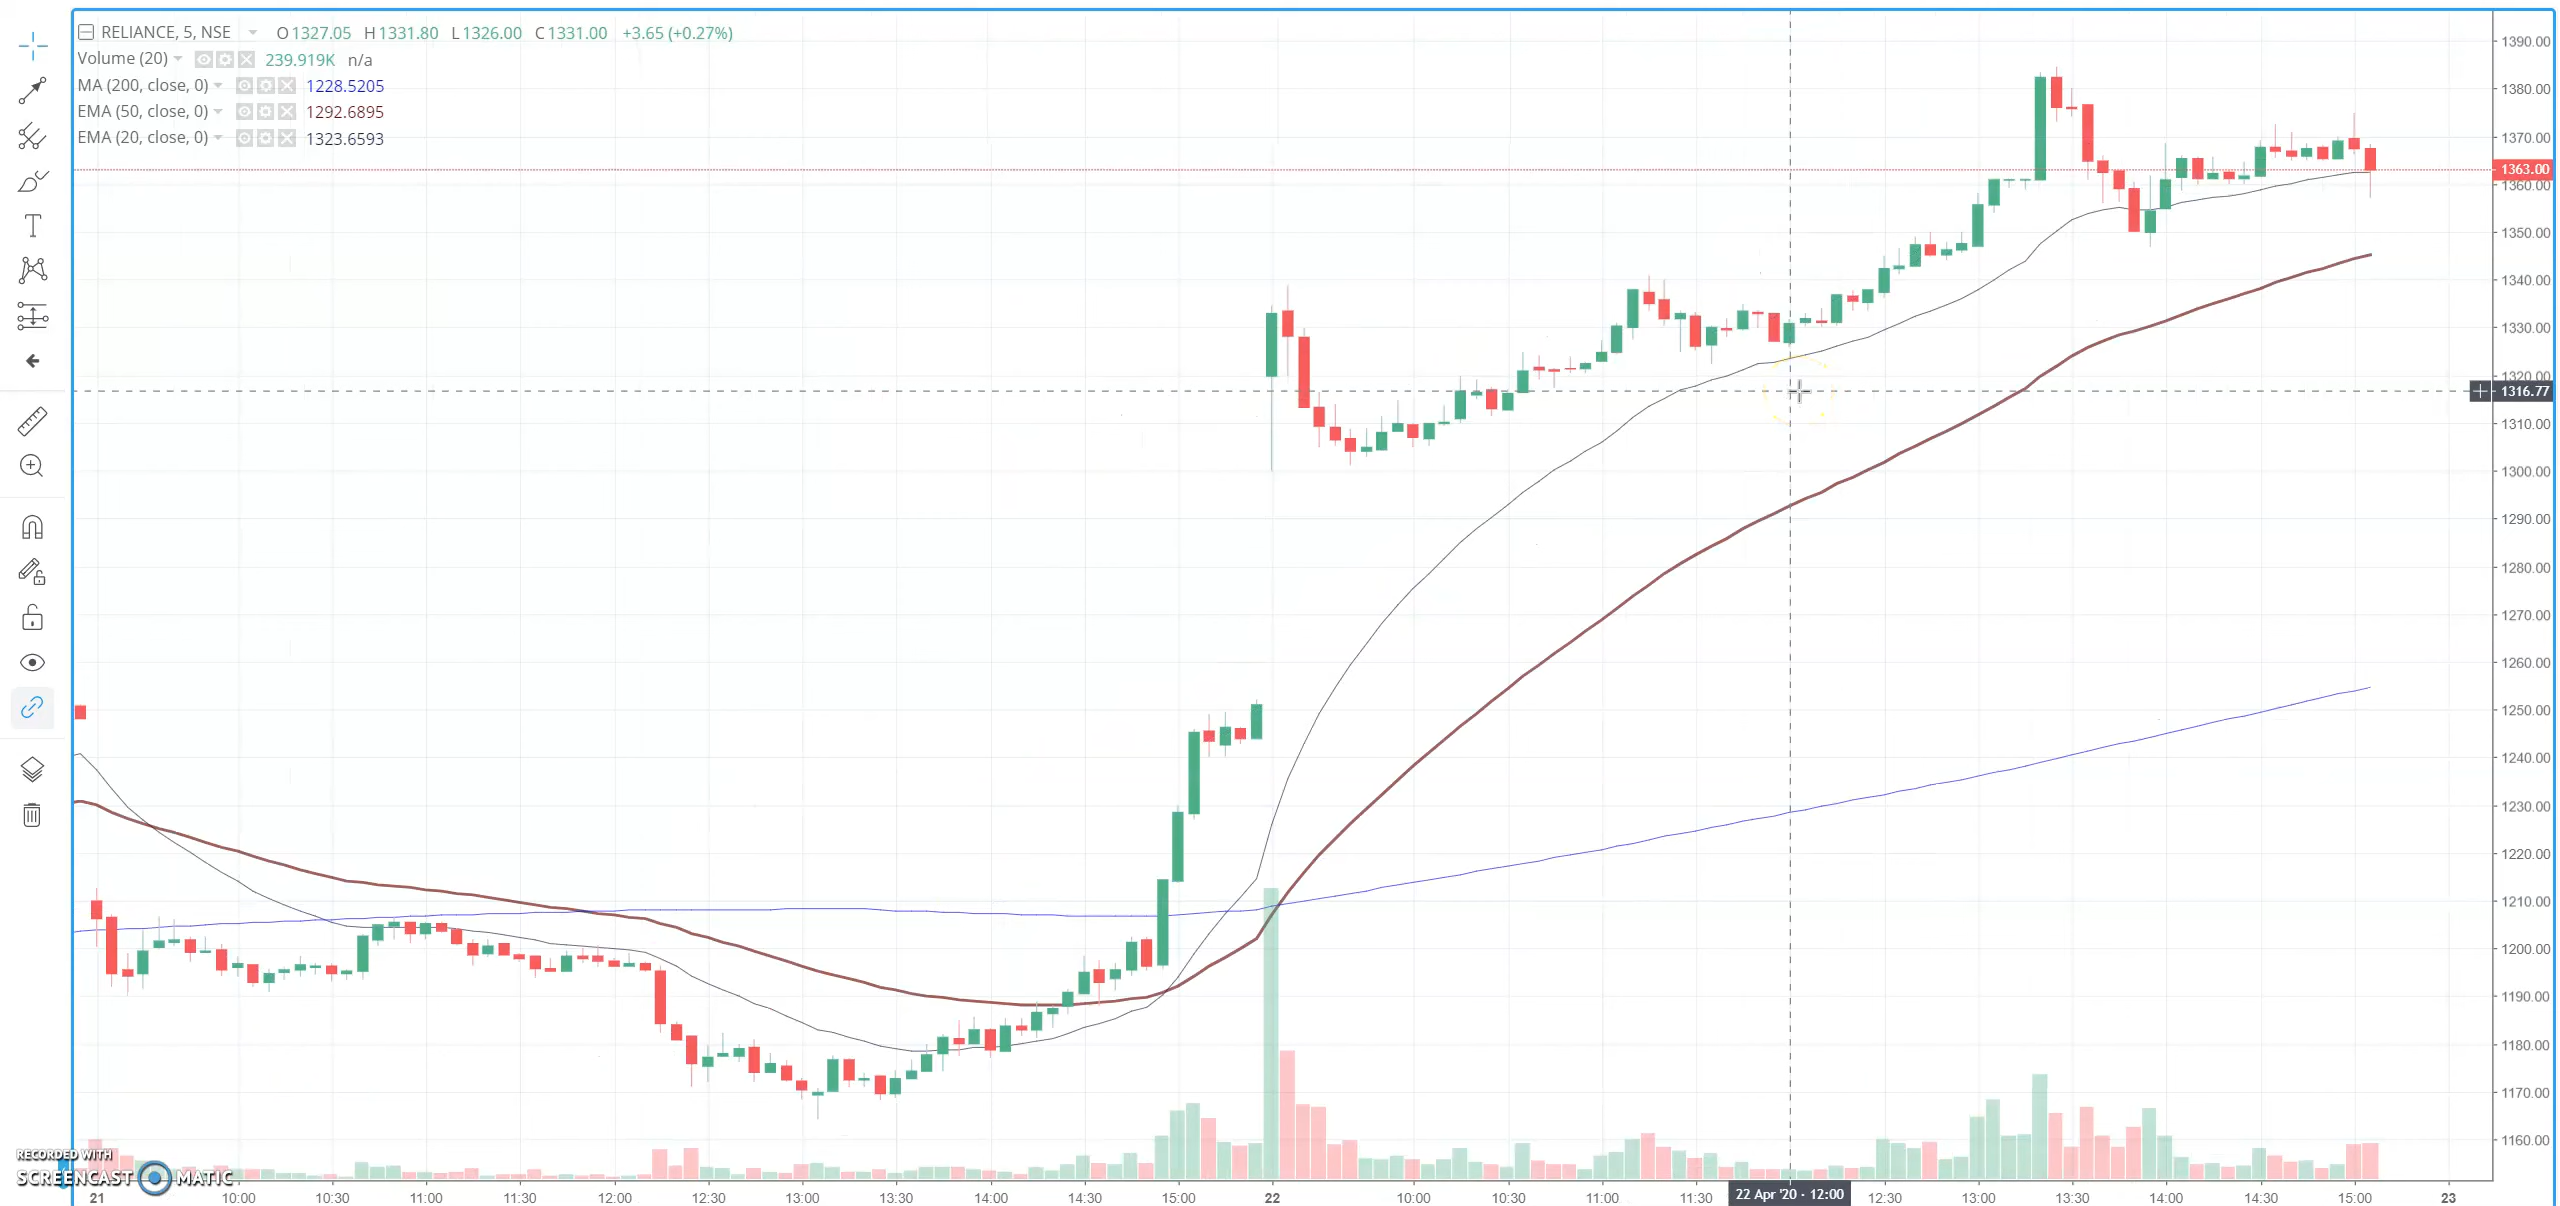 RELIANCE, 5, NSE O1327.05 H1331.80 L1326.00 C1331.00 +3.65 (+0.27%)
Volume (20) 239.919K n/a
MA (200, close, 0) 1228.5205
EMA (50, close, 0) 1292.6895
EMA (20, close, 0) 1323.6593
T
1390.00
1380.00
1370.00
1363.00
1360.00
1350.00
1340.00
1330.00
1320.00
1316.77
1310.00
1300.00
1290.00
1280.00
1270.00
1260.00
1250.00
1240.00
1230.00
1220.00
1210.00
1200.00
1190.00
1180.00
1170.00
1160.00
RECORDED WITH
SCREENCAST MATIC
21 10:00 10:30 11:00 11:30 12:00 12:30 13:00 13:30 14:00 14:30 15:00 22 10:00 10:30 11:00 11:30 22 Apr '20 · 12:00 12:30 13:00 13:30 14:00 14:30 15:00 23